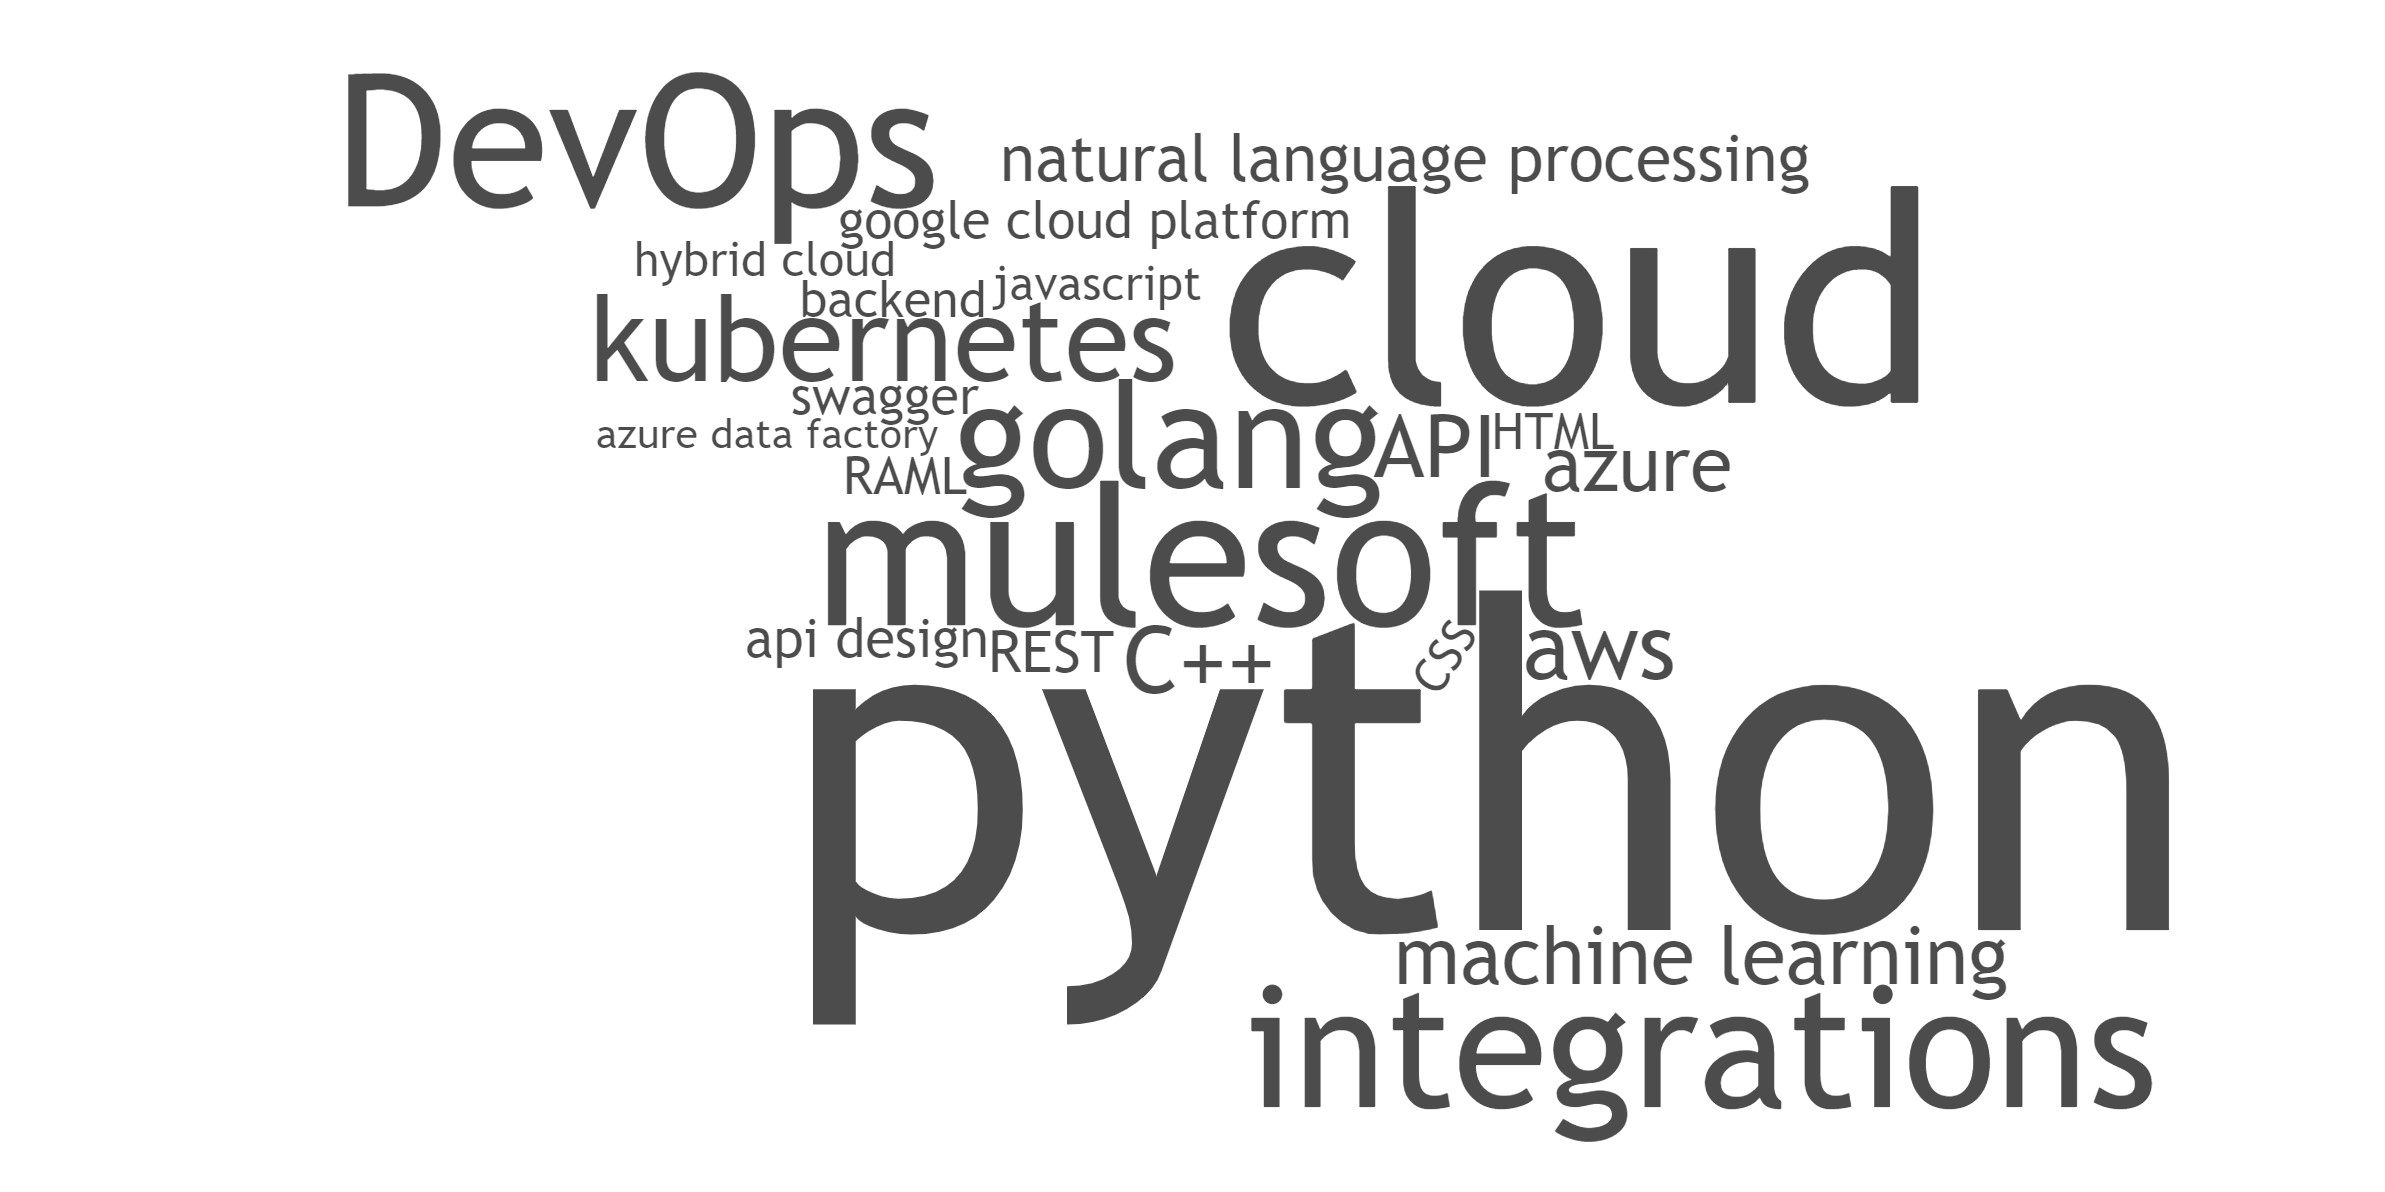 DevOps
natural language processing
google cloud platform
cloud
hybrid cloud
javascript
backend
kubernetes
swagger
golang
API
HTML
azure data factory
azure
RAML
mulesoft
api design
REST
C++
CSS
aws
python
machine learning
integrations